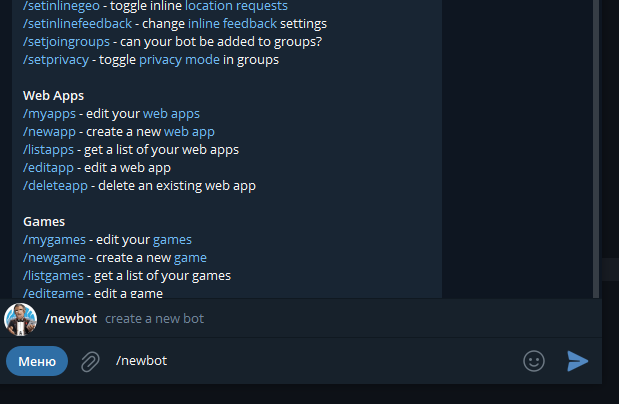 /setinlinegeo - toggle inline location requests
/setinlinefeedback - change inline feedback settings
/setjoingroups - can your bot be added to groups?
/setprivacy - toggle privacy mode in groups
Web Apps
/myapps - edit your web apps
/newapp - create a new web app
/listapps - get a list of your web apps
/editapp - edit a web app
/deleteapp - delete an existing web app
Games
/mygames - edit your games
/newgame - create a new game
/listgames - get a list of your games
/editgame - edit a game
/newbot create a new bot
Меню /newbot